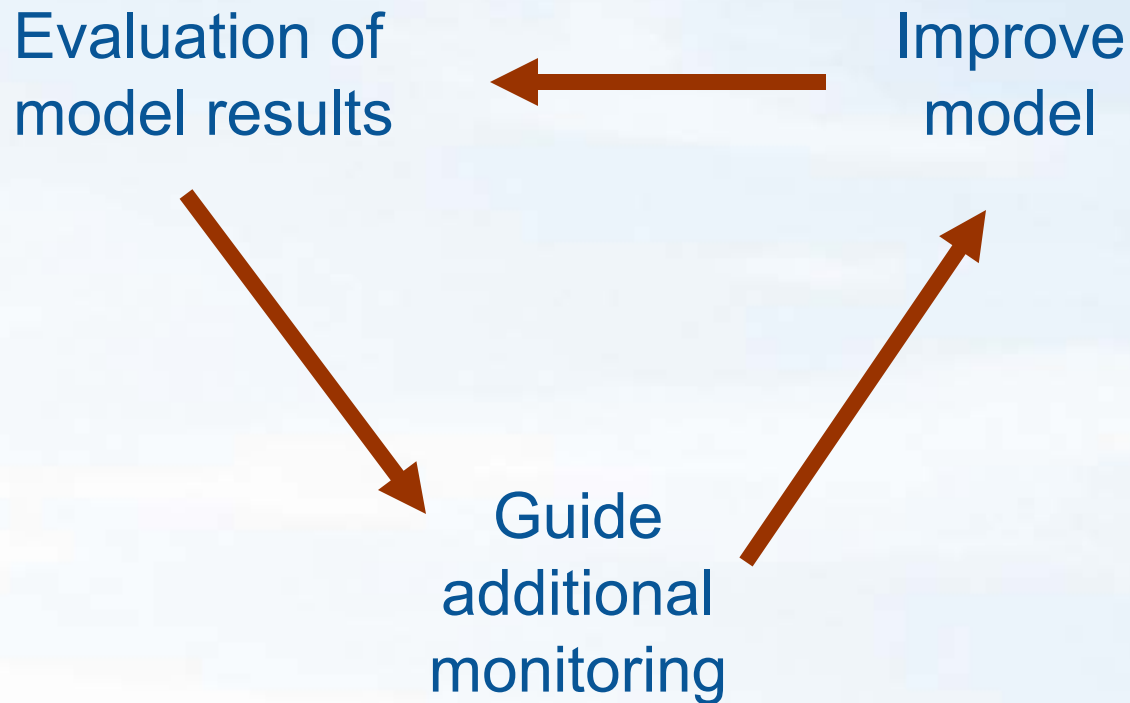 Evaluation of
model results
Improve
model
Guide
additional
monitoring